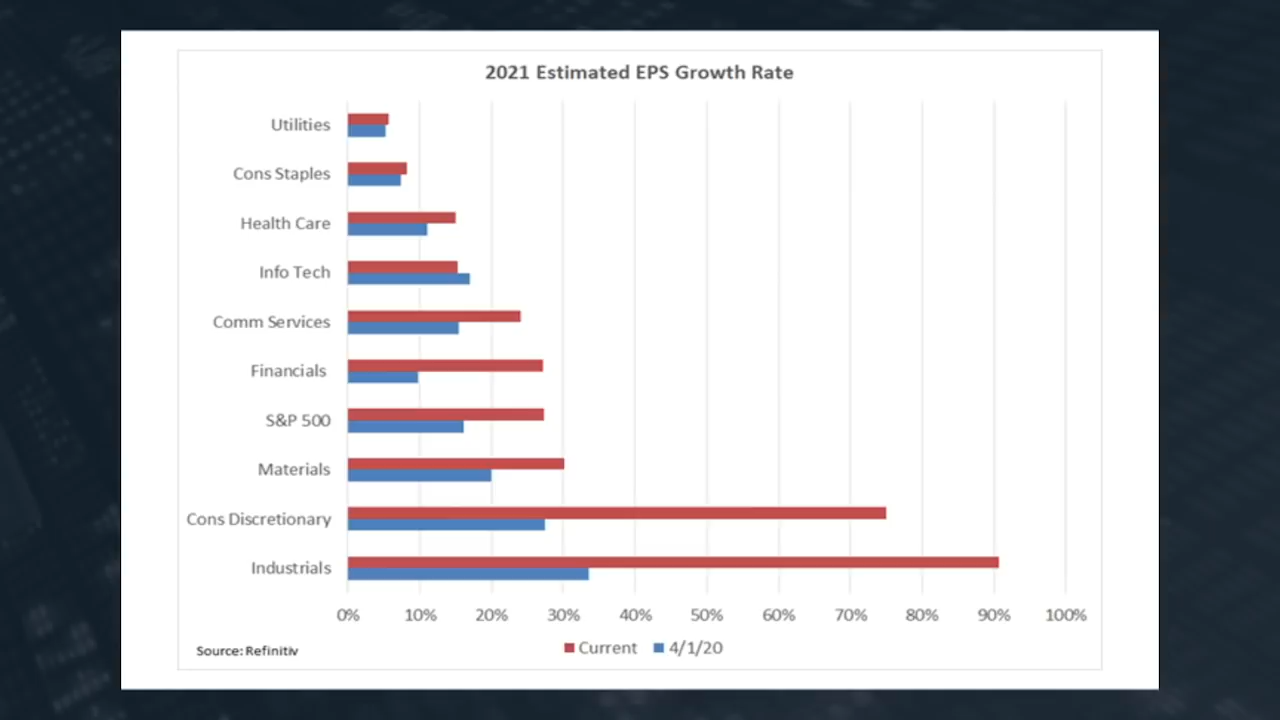 2021 Estimated EPS Growth Rate
Utilities
Cons Staples
Health Care
Info Tech
Comm Services
Financials
S&P 500
Materials
Cons Discretionary
Industrials
0% 10% 20% 30% 40% 50% 60% 70% 80% 90% 100%
Current 4/1/20
Source: Refinitiv